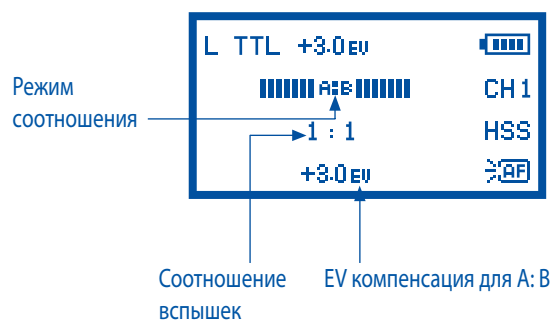 L TTL +3.0 EV
A:B CH 1
Режим
соотношения
1 : 1 HSS
+3.0 EV AF
Соотношение
вспышек
EV компенсация для A: B